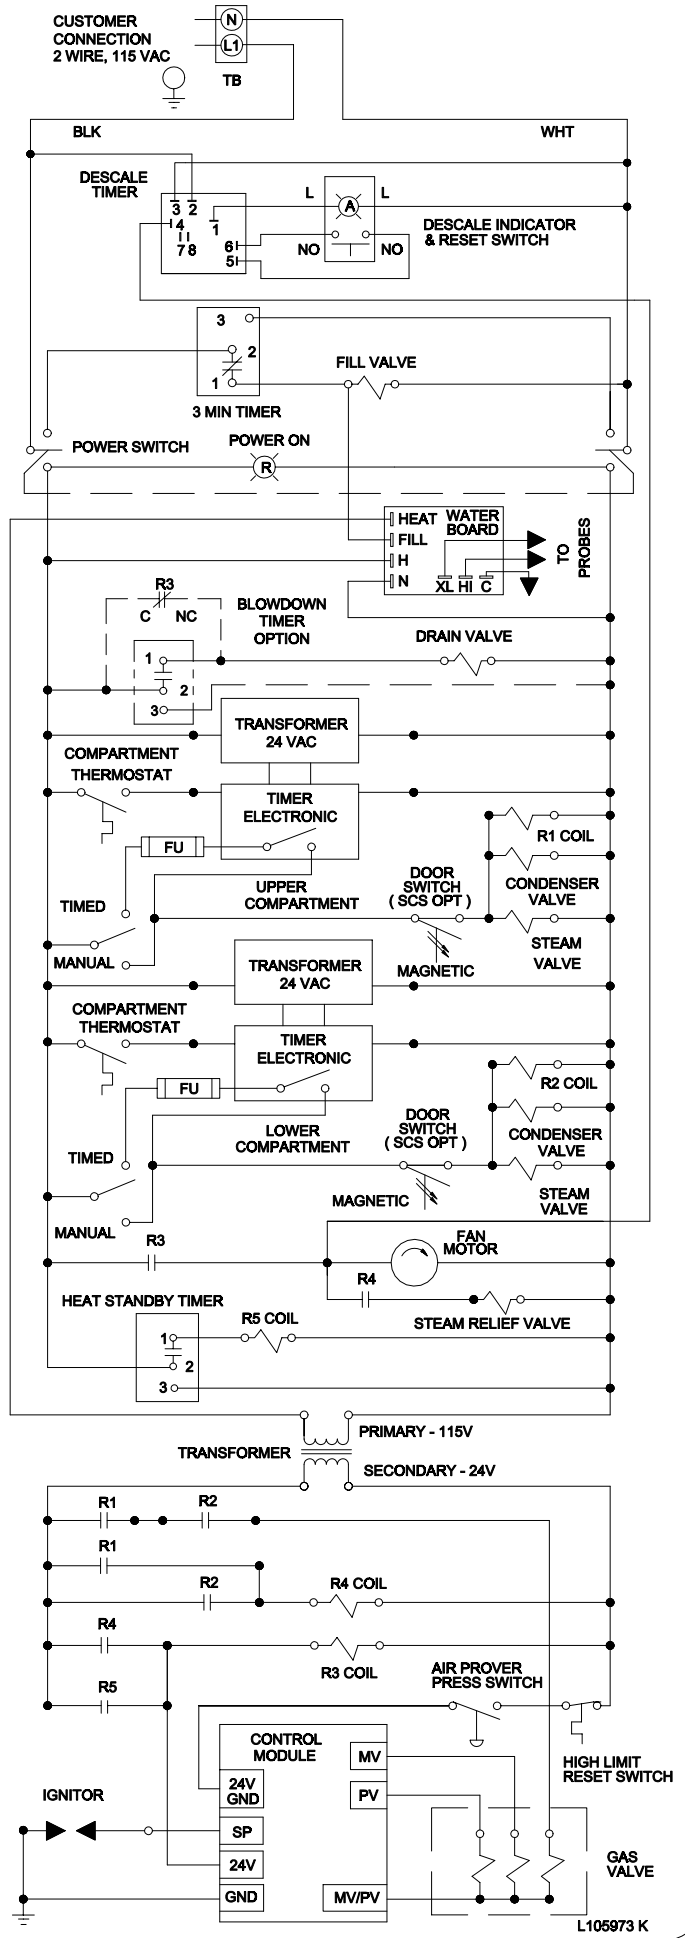 CUSTOMER
CONNECTION
2 WIRE, 115 VAC
N
L1
TB
BLK
WHT
DESCALE
TIMER
3 2
4
1
7 8
6
5
L
A
L
NO
NO
DESCALE INDICATOR
& RESET SWITCH
3
2
1
3 MIN TIMER
FILL VALVE
POWER SWITCH
POWER ON
R
HEAT
FILL
H
N
WATER
BOARD
XL HI C
TO
PROBES
R3
C NC
BLOWDOWN
TIMER
OPTION
1
2
3
DRAIN VALVE
TRANSFORMER
24 VAC
COMPARTMENT
THERMOSTAT
TIMER
ELECTRONIC
FU
UPPER
COMPARTMENT
TIMED
MANUAL
DOOR
SWITCH
( SCS OPT )
MAGNETIC
R1 COIL
CONDENSER
VALVE
STEAM
VALVE
TRANSFORMER
24 VAC
COMPARTMENT
THERMOSTAT
TIMER
ELECTRONIC
FU
LOWER
COMPARTMENT
TIMED
MANUAL
DOOR
SWITCH
( SCS OPT )
MAGNETIC
R2 COIL
CONDENSER
VALVE
STEAM
VALVE
R3
FAN
MOTOR
R4
STEAM RELIEF VALVE
HEAT STANDBY TIMER
1
2
3
R5 COIL
TRANSFORMER
PRIMARY - 115V
SECONDARY - 24V
R1
R2
R1
R2
R4 COIL
R4
R3 COIL
R5
AIR PROVER
PRESS SWITCH
HIGH LIMIT
RESET SWITCH
CONTROL
MODULE
MV
PV
24V
GND
SP
24V
GND
MV/PV
IGNITOR
GAS
VALVE
L105973 K